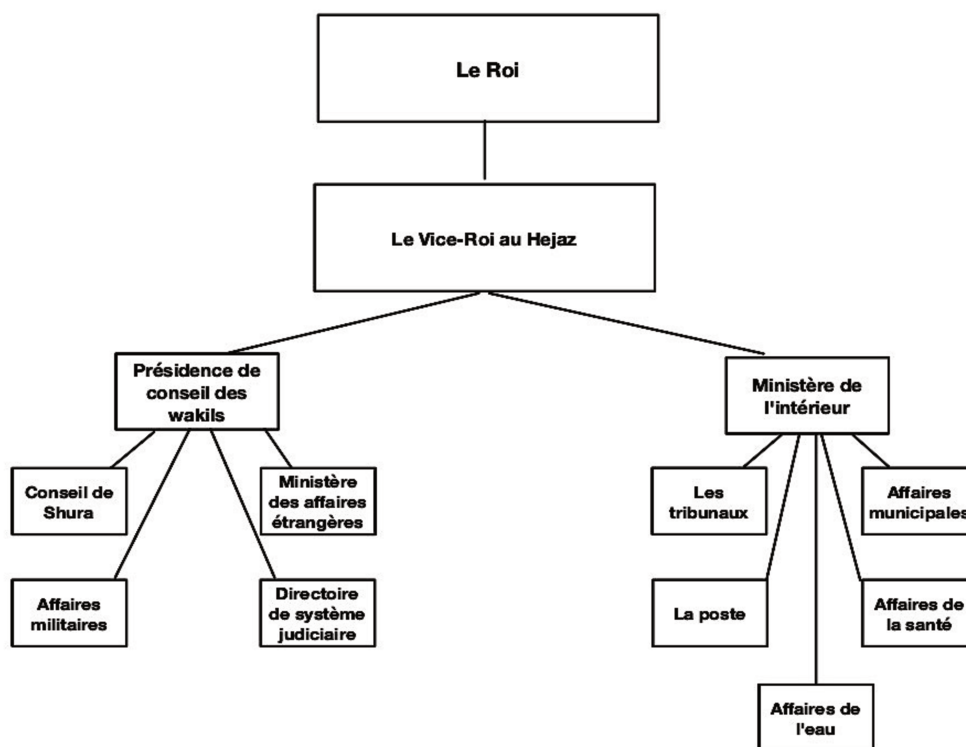 Le Roi
Le Vice-Roi au Hejaz
Présidence de
conseil des
wakils
Ministère de
l'intérieur
Conseil de
Shura
Ministère
des affaires
étrangères
Les
tribunaux
Affaires
municipales
Affaires
militaires
Directoire
de système
judiciaire
La poste
Affaires de
la santé
Affaires de
l'eau